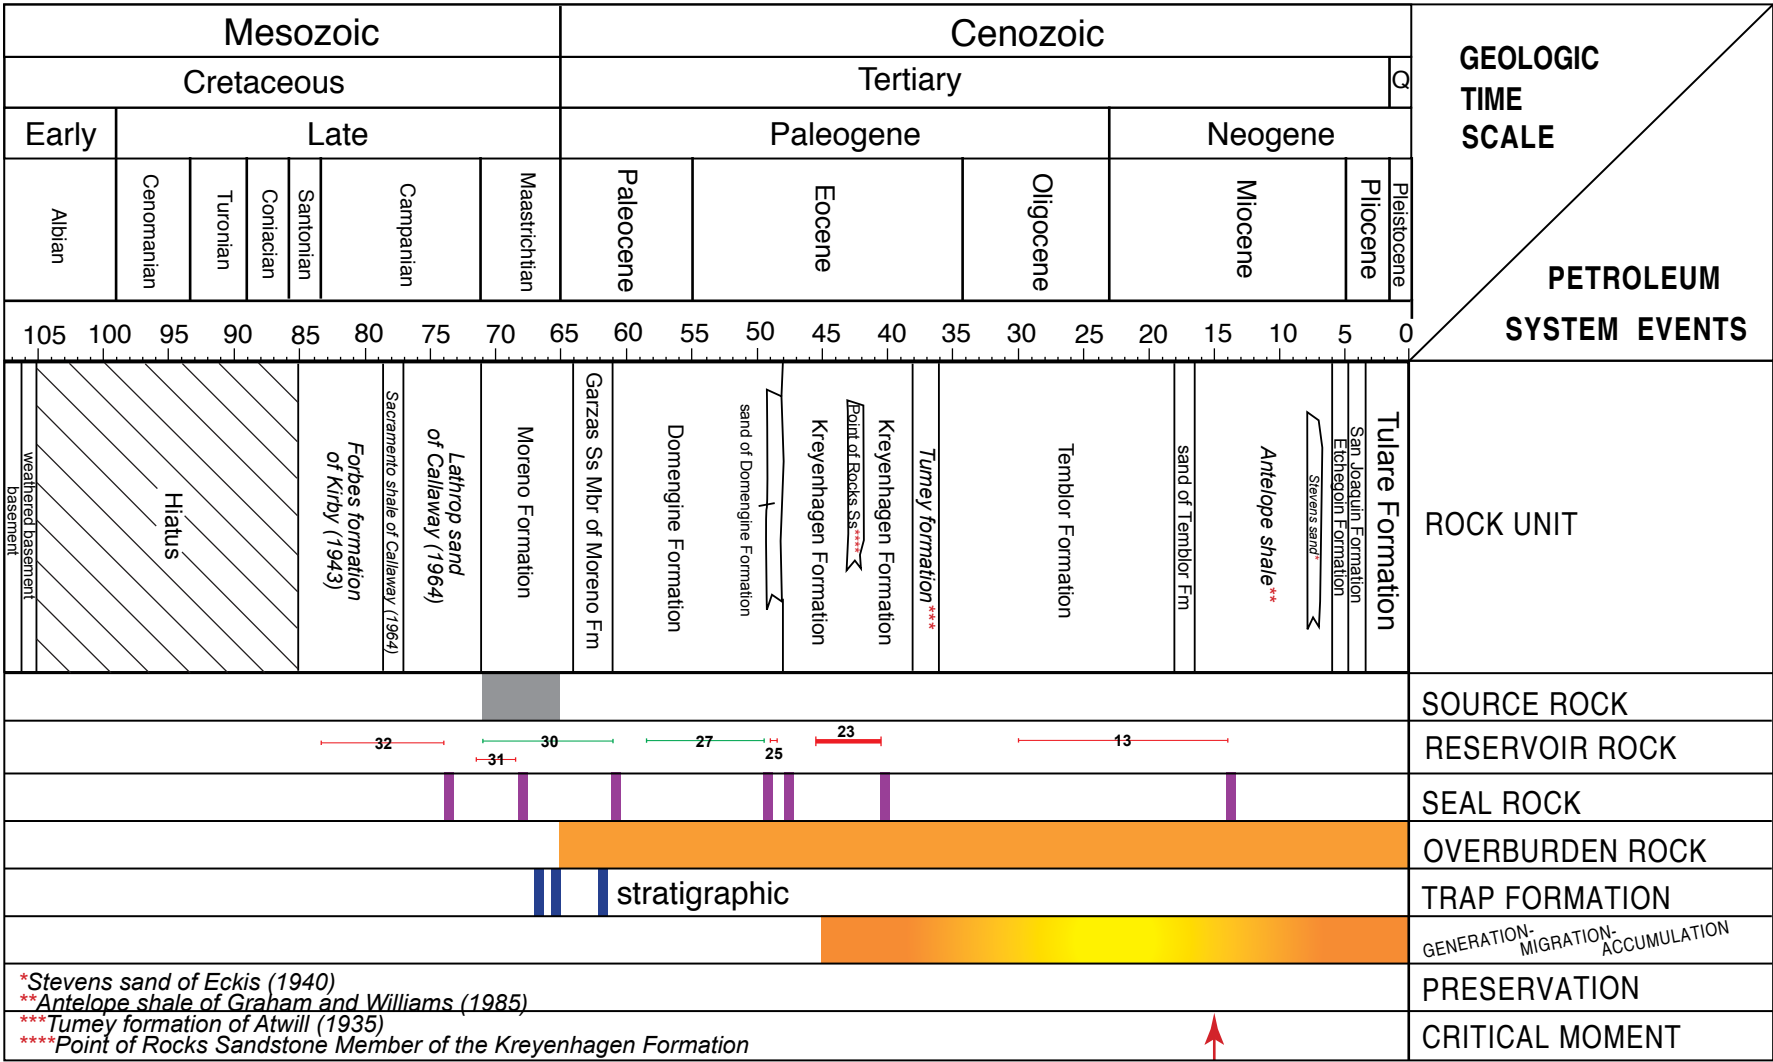 Mesozoic
Cenozoic
GEOLOGIC
TIME
SCALE
Cretaceous
Tertiary
Q
Early
Late
Paleogene
Neogene
Albian
Cenomanian
Turonian
Coniacian
Santonian
Campanian
Maastrichtian
Paleocene
Eocene
Oligocene
Miocene
Pliocene
Pleistocene
PETROLEUM
SYSTEM EVENTS
105 100 95 90 85 80 75 70 65 60 55 50 45 40 35 30 25 20 15 10 5 0
basement
weathered basement
Hiatus
Forbes formation
of Kirby (1943)
Sacramento shale of Callaway (1964)
Lathrop sand
of Callaway (1964)
Moreno Formation
Garzas Ss Mbr of Moreno Fm
Domengine Formation
sand of Domengine Formation
Kreyenhagen Formation
Point of Rocks Ss****
Kreyenhagen Formation
Tumey formation***
Temblor Formation
sand of Temblor Fm
Antelope shale**
Stevens sand*
Etchegoin Formation
San Joaquin Formation
Tulare Formation
ROCK UNIT
SOURCE ROCK
32
31
30
27
25
23
13
RESERVOIR ROCK
SEAL ROCK
OVERBURDEN ROCK
stratigraphic
TRAP FORMATION
GENERATION-
MIGRATION-
ACCUMULATION
*Stevens sand of Eckis (1940)
**Antelope shale of Graham and Williams (1985)
PRESERVATION
***Tumey formation of Atwill (1935)
****Point of Rocks Sandstone Member of the Kreyenhagen Formation
CRITICAL MOMENT